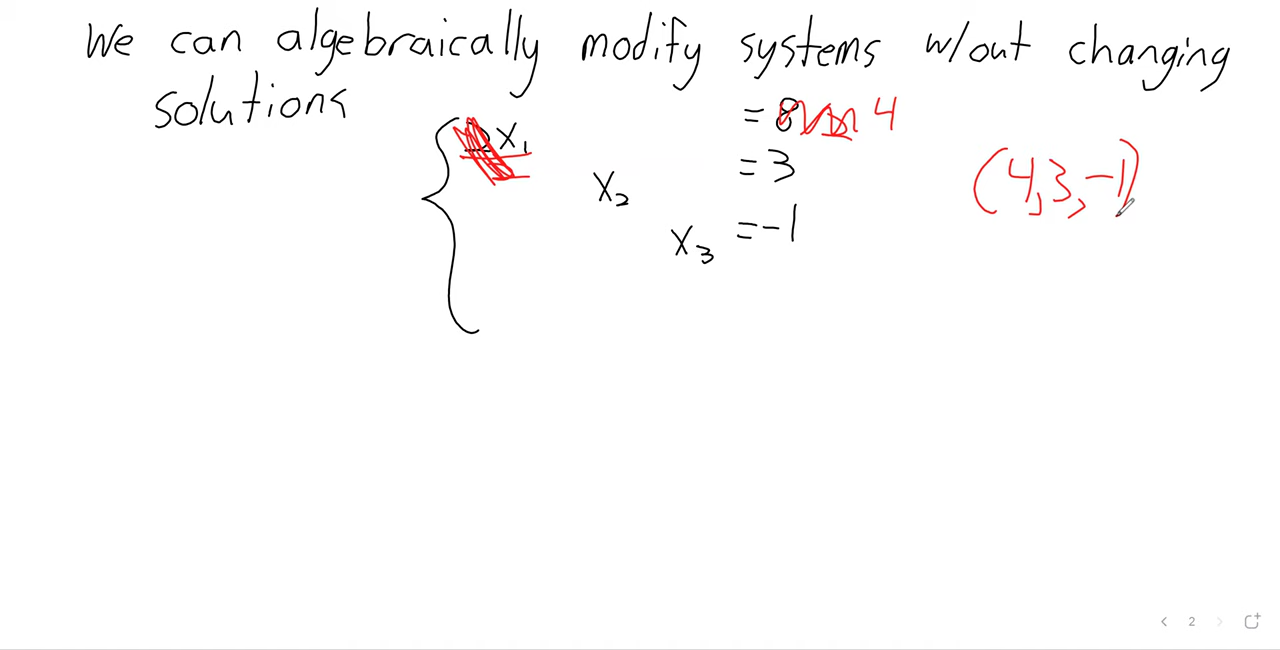 We can algebraically modify systems w/out changing
solutions
x₁ = 8 4
x₂ = 3
x₃ = -1
(4, 3, -1)
2